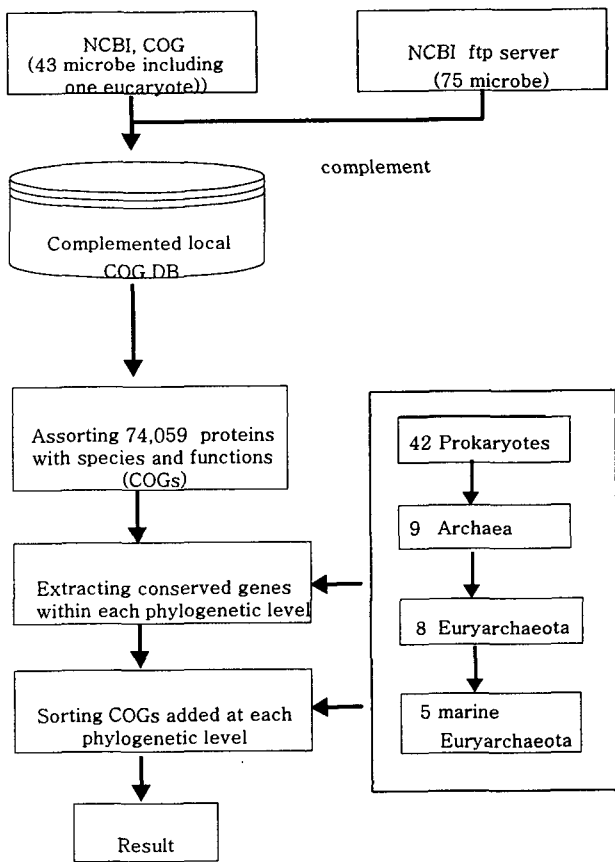 NCBI, COG
(43 microbe including
one eucaryote))
NCBI ftp server
(75 microbe)
complement
Complemented local
COG DB
Assorting 74,059 proteins
with species and functions
(COGs)
Extracting conserved genes
within each phylogenetic level
Sorting COGs added at each
phylogenetic level
Result
42 Prokaryotes
9 Archaea
8 Euryarchaeota
5 marine
Euryarchaeota